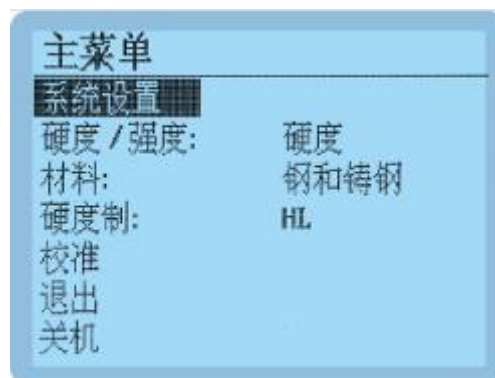 主菜单
系统设置
硬度/强度: 硬度
材料: 钢和铸钢
硬度制: HL
校准
退出
关机